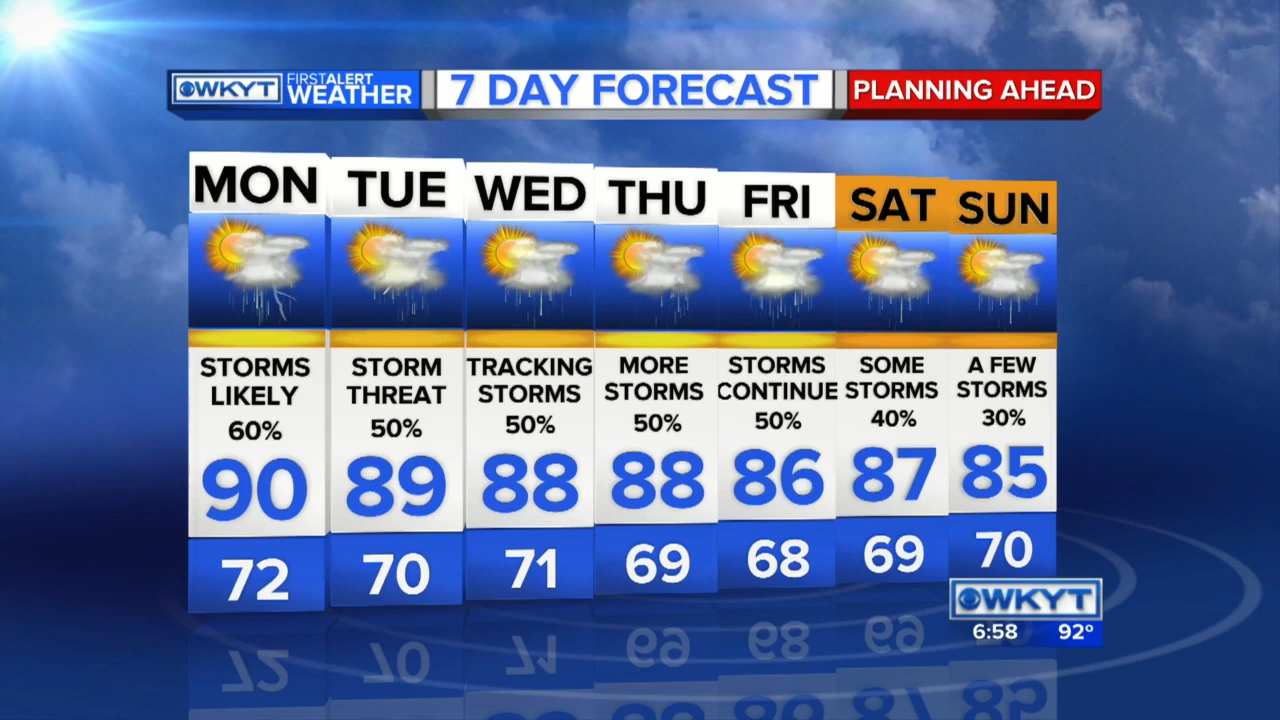 WKYT FIRST ALERT WEATHER 7 DAY FORECAST PLANNING AHEAD
MON TUE WED THU FRI SAT SUN
STORMS LIKELY 60% 90 72
STORM THREAT 50% 89 70
TRACKING STORMS 50% 88 71
MORE STORMS 50% 88 69
STORMS CONTINUE 50% 86 68
SOME STORMS 40% 87 69
A FEW STORMS 30% 85 70
WKYT
6:58 92°